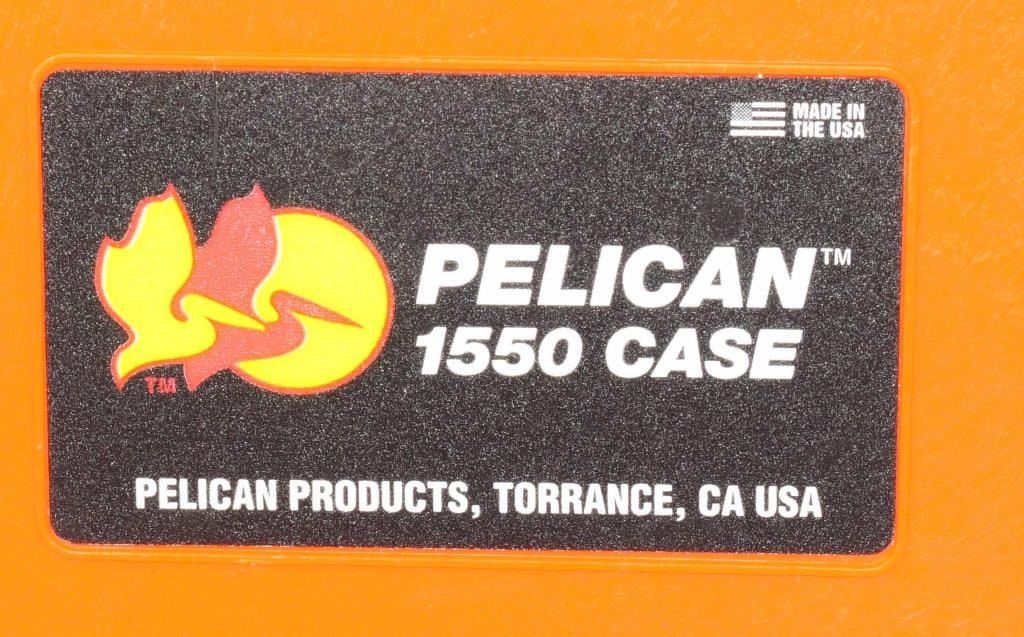 MADE IN
THE USA
PELICAN™
1550 CASE
TM
PELICAN PRODUCTS, TORRANCE, CA USA